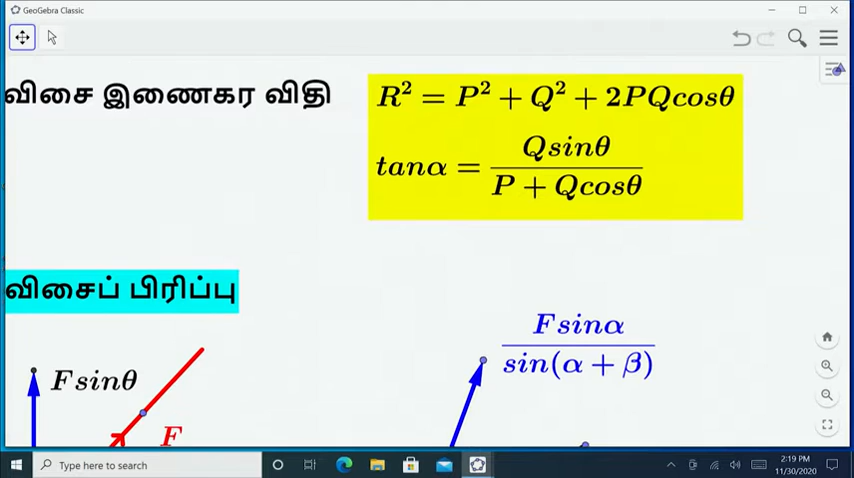 GeoGebra Classic
விசை இணைகர விதி
R² = P² + Q² + 2PQcosθ
tanα = Qsinθ / P + Qcosθ
விசைப் பிரிப்பு
Fsinα / sin(α + β)
Fsinθ
F
Type here to search
2:19 PM
11/30/2020